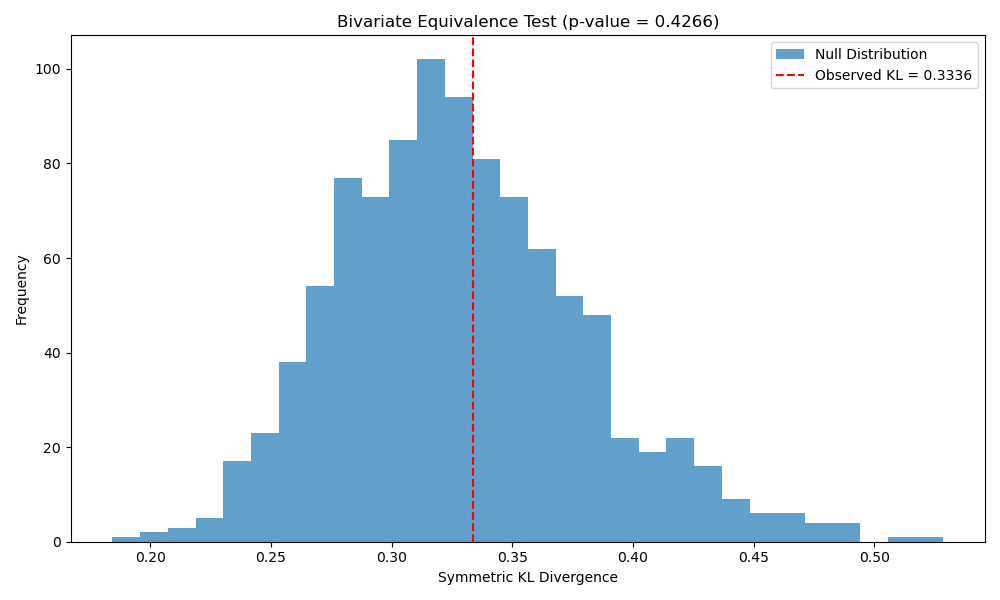 Bivariate Equivalence Test (p-value = 0.4266)
Null Distribution
Observed KL = 0.3336
Frequency
100
80
60
40
20
0
0.20 0.25 0.30 0.35 0.40 0.45 0.50
Symmetric KL Divergence